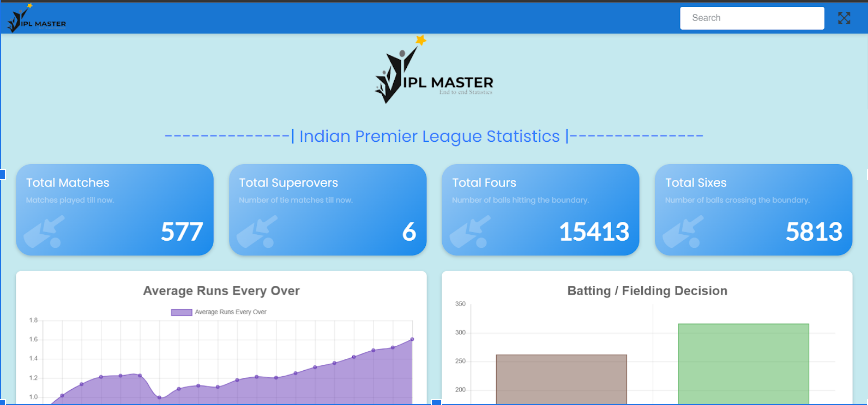 IPL MASTER
Search
IPL MASTER
--------------| Indian Premier League Statistics |---------------
Total Matches
Matches played till now.
577
Total Superovers
Number of tie matches till now.
6
Total Fours
Number of balls hitting the boundary.
15413
Total Sixes
Number of balls crossing the boundary.
5813
Average Runs Every Over
Average Runs Every Over
1.8
1.6
1.4
1.2
1.0
Batting / Fielding Decision
350
300
250
200